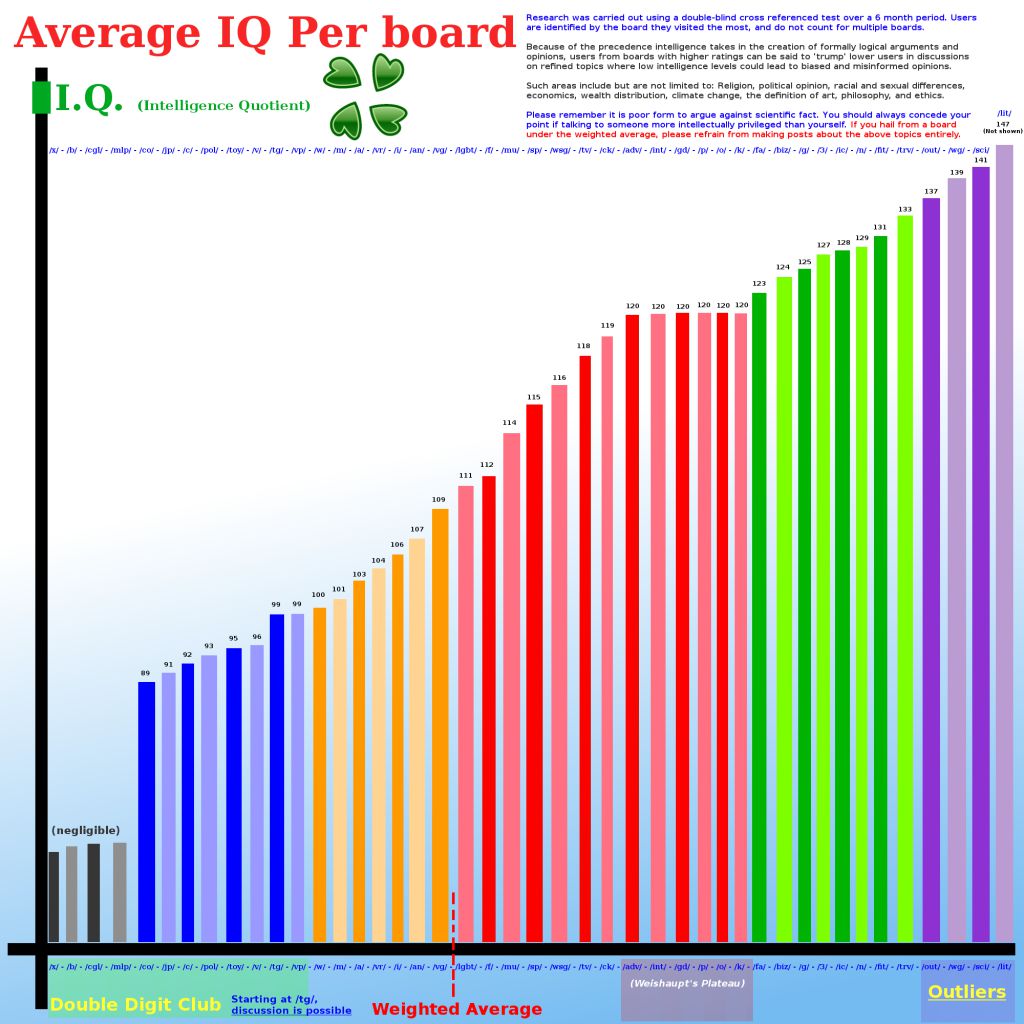 Average IQ Per board
I.Q. (Intelligence Quotient)
Research was carried out using a double-blind cross referenced test over a 6 month period. Users
are identified by the board they visited the most, and do not count for multiple boards.
Because of the precedence intelligence takes in the creation of formally logical arguments and
opinions, users from boards with higher ratings can be said to 'trump' lower users in discussions
on refined topics where low intelligence levels could lead to biased and misinformed opinions.
Such areas include but are not limited to: Religion, political opinion, racial and sexual differences,
economics, wealth distribution, climate change, the definition of art, philosophy, and ethics.
Please remember it is poor form to argue against scientific fact. You should always concede your
point if talking to someone more intellectually privileged than yourself. If you hail from a board
under the weighted average, please refrain from making posts about the above topics entirely.
/lit/
147
(Not shown)
/x/ - /b/ - /cgl/ - /mlp/ - /co/ - /jp/ - /c/ - /pol/ - /toy/ - /v/ - /tg/ - /vp/ - /w/ - /m/ - /a/ - /vr/ - /i/ - /an/ - /vg/ - /lgbt/ - /f/ - /mu/ - /sp/ - /wsg/ - /tv/ - /ck/ - /adv/ - /int/ - /gd/ - /p/ - /o/ - /k/ - /fa/ - /biz/ - /g/ - /3/ - /ic/ - /n/ - /fit/ - /trv/ - /out/ - /wg/ - /sci/
(negligible)
89
91
92
93
95
96
99
99
100
101
103
104
106
107
109
111
112
114
115
116
118
119
120
120
120
120
120
120
123
124
125
127
128
129
131
133
137
139
141
/x/ - /b/ - /cgl/ - /mlp/ - /co/ - /jp/ - /c/ - /pol/ - /toy/ - /v/ - /tg/ - /vp/ - /w/ - /m/ - /a/ - /vr/ - /i/ - /an/ - /vg/ - /lgbt/ - /f/ - /mu/ - /sp/ - /wsg/ - /tv/ - /ck/ - /adv/ - /int/ - /gd/ - /p/ - /o/ - /k/ - /fa/ - /biz/ - /g/ - /3/ - /ic/ - /n/ - /fit/ - /trv/ - /out/ - /wg/ - /sci/ - /lit/
Double Digit Club
Starting at /tg/,
discussion is possible
Weighted Average
(Weishaupt's Plateau)
Outliers